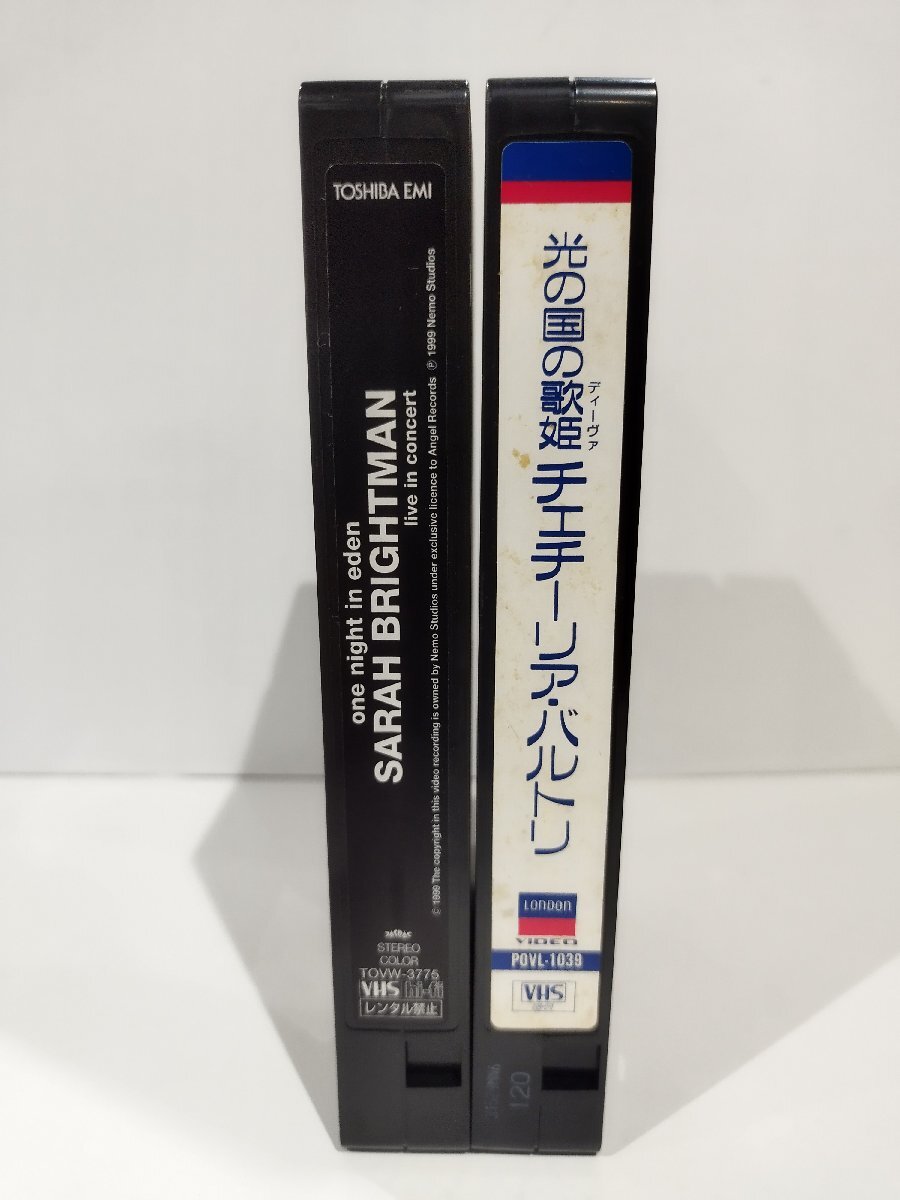 TOSHIBA EMI
one night in eden
SARAH BRIGHTMAN
live in concert
© 1999 The copyright in this video recording is owned by Nemo Studios under exclusive licence to Angel Records ℗ 1999 Nemo Studios
STEREO
COLOR
TOVW-3775
VHS Hi-Fi
レンタル禁止
光の国の歌姫 チェチーリア・バルトリ
ディーヴァ
LONDON
VIDEO
POVL-1039
VHS
120